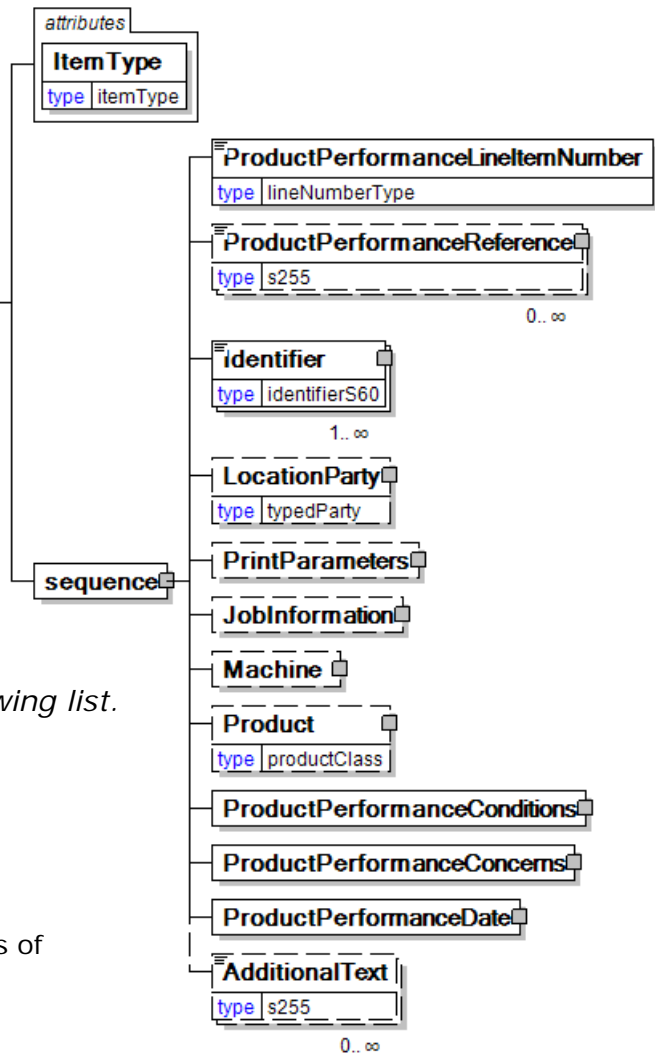 attributes
ItemType
type itemType
ProductPerformanceLineItemNumber
type lineNumberType
ProductPerformanceReference
type s255
0.. ∞
Identifier
type identifierS60
1.. ∞
LocationParty
type typedParty
PrintParameters
sequence
JobInformation
Machine
wing list.
Product
type productClass
ProductPerformanceConditions
ProductPerformanceConcerns
ProductPerformanceDate
s of
AdditionalText
type s255
0.. ∞